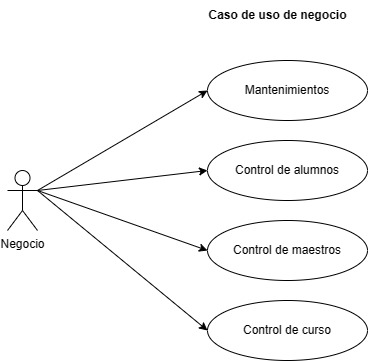 Caso de uso de negocio
Mantenimientos
Control de alumnos
Control de maestros
Negocio
Control de curso